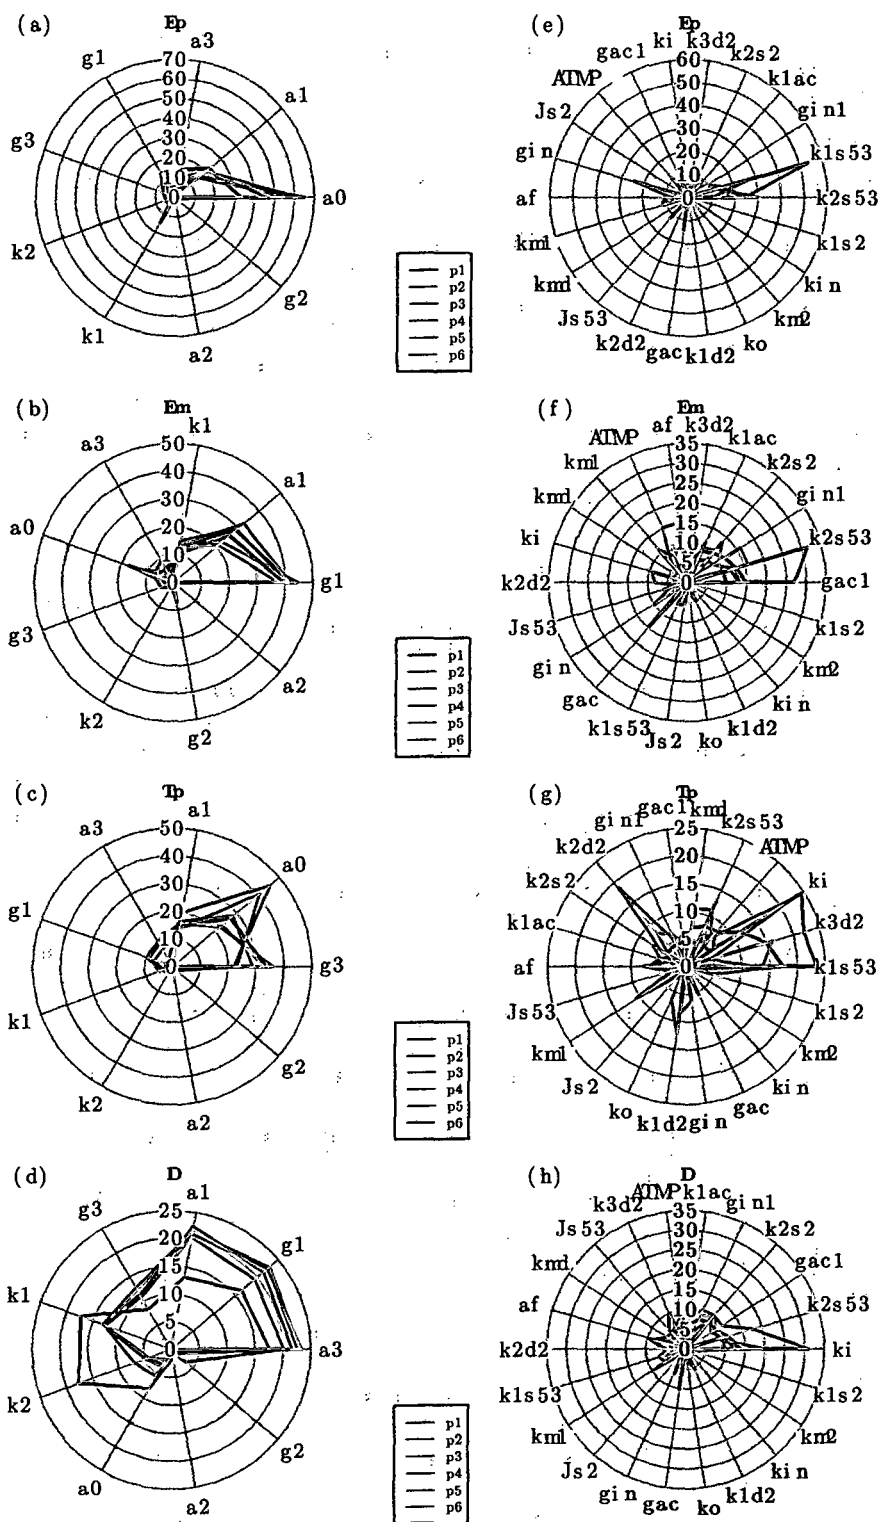 (a)
Ep
a3
a1
a0
g2
a2
k1
k2
g3
g1
70
60
50
40
30
20
10
0
(e)
Ep
k3d2
k2s2
k1ac
gin1
k1s53
k2s53
k1s2
kin
km2
ko
k1d2
gac
k2d2
Js53
kmd
km1
af
gin
Js2
ATMP
gac1
ki
60
50
40
30
20
10
0
p1
p2
p3
p4
p5
p6
(b)
Em
k1
a1
g1
a2
g2
k2
g3
a0
a3
50
40
30
20
10
0
(f)
Em
k3d2
k1ac
k2s2
gin1
k2s53
gac1
k1s2
km2
kin
k1d2
ko
Js2
k1s53
gac
gin
Js53
k2d2
ki
kmd
km1
ATMP
af
35
30
25
20
15
10
5
0
p1
p2
p3
p4
p5
p6
(c)
Tp
a1
a0
g3
g2
a2
k2
k1
g1
a3
50
40
30
20
10
0
(g)
Tp
kmd
k2s53
ATMP
ki
k3d2
k1s53
k1s2
km2
kin
gac
gin
k1d2
ko
Js2
km1
Js53
af
k1ac
k2s2
k2d2
gin1
gac1
25
20
15
10
5
0
p1
p2
p3
p4
p5
p6
(d)
D
a1
g1
a3
g2
a2
a0
k2
k1
g3
25
20
15
10
5
0
(h)
D
k1ac
gin1
k2s2
gac1
k2s53
ki
k1s2
km2
kin
k1d2
ko
gac
gin
Js2
km1
k1s53
k2d2
af
kmd
Js53
k3d2
ATMP
35
30
25
20
15
10
5
0
p1
p2
p3
p4
p5
p6